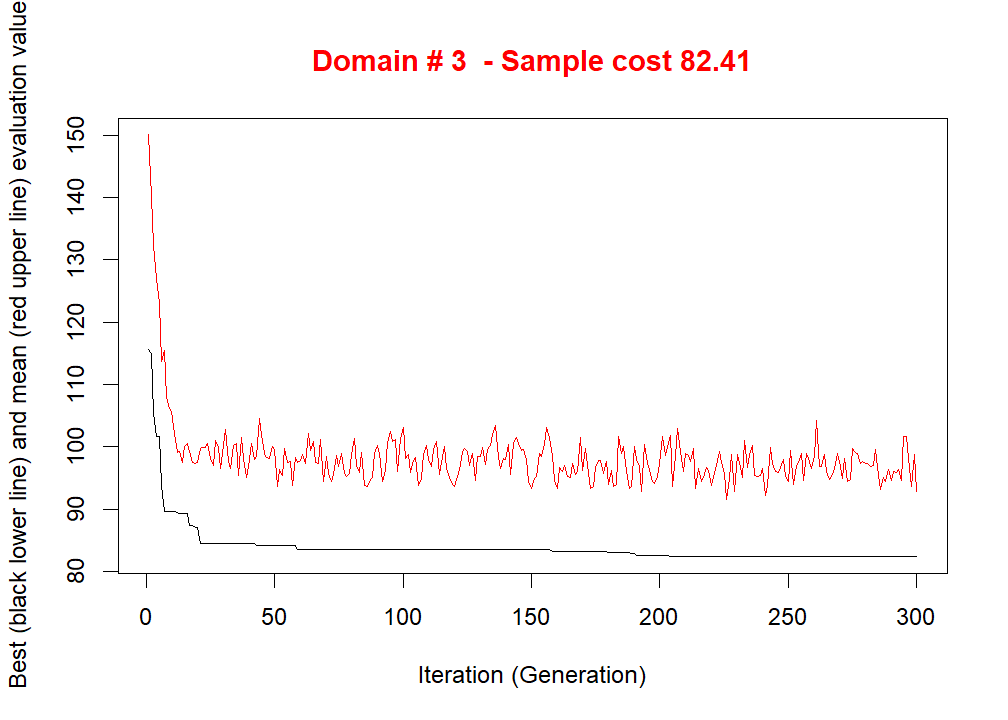 Domain # 3  - Sample cost 82.41
Best (black lower line) and mean (red upper line) evaluation value
150
140
130
120
110
100
90
80
0 50 100 150 200 250 300
Iteration (Generation)